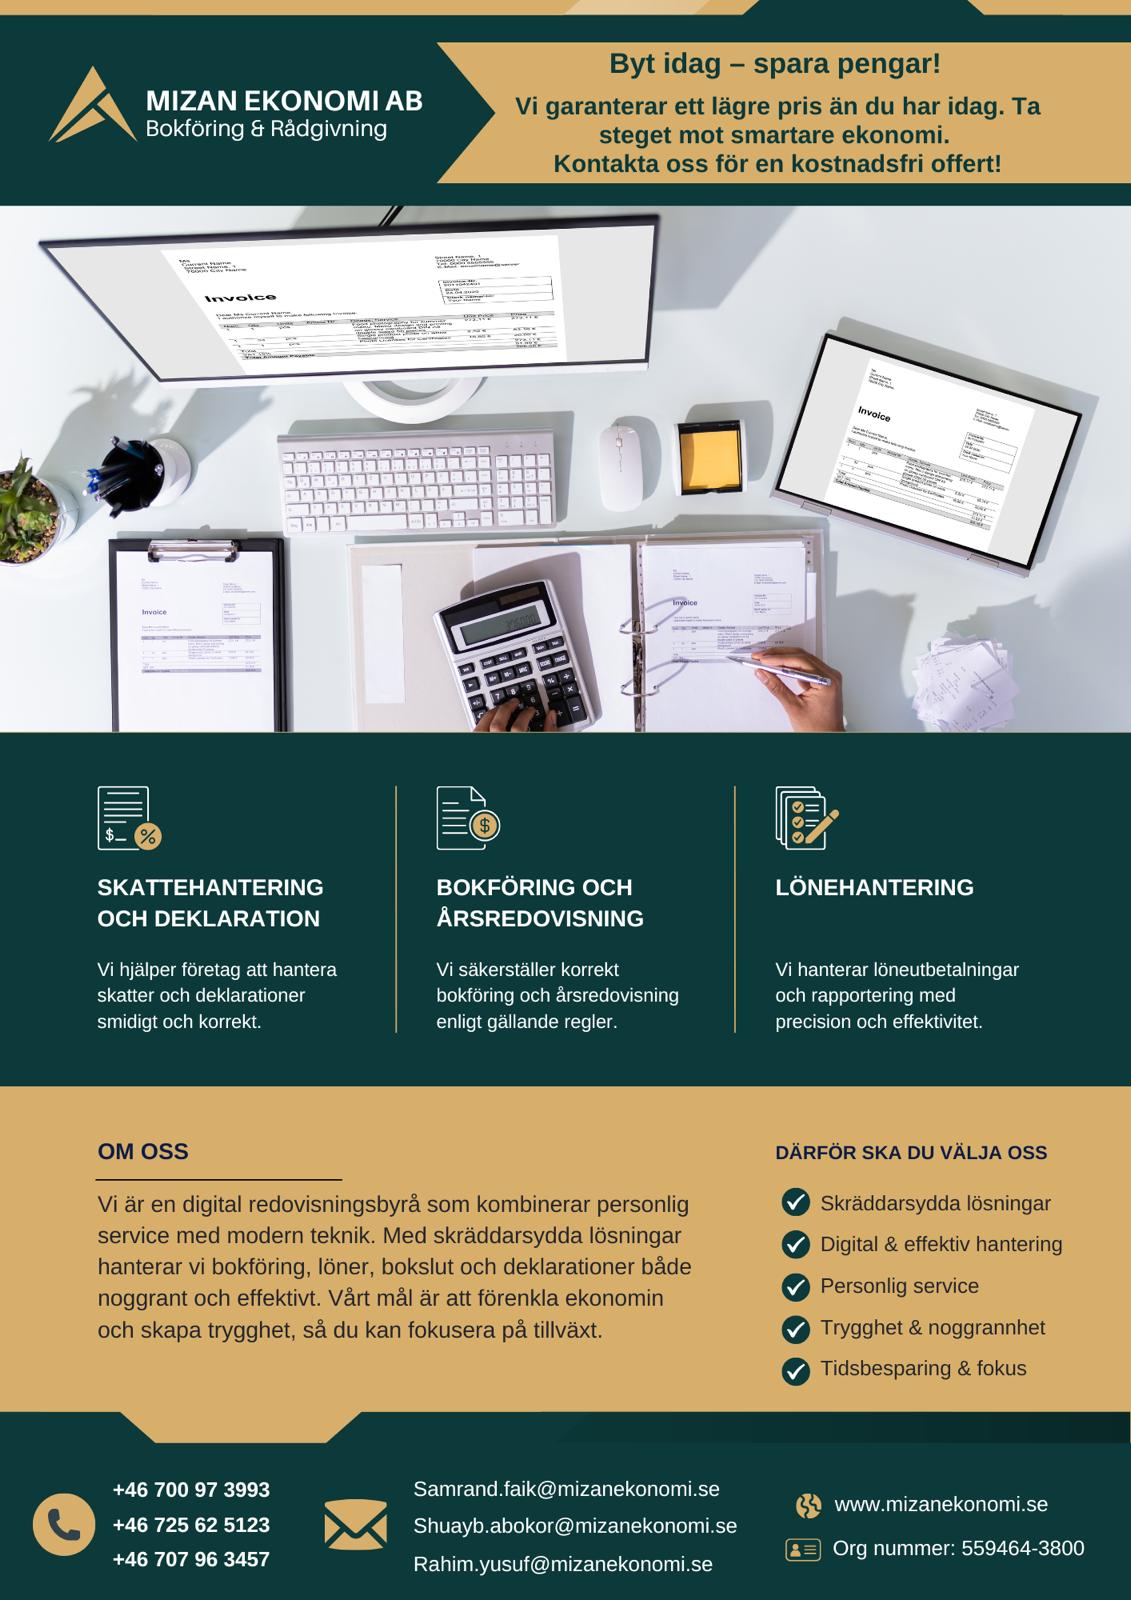 MIZAN EKONOMI AB
Bokföring & Rådgivning
Byt idag – spara pengar!
Vi garanterar ett lägre pris än du har idag. Ta
steget mot smartare ekonomi.
Kontakta oss för en kostnadsfri offert!
Invoice
Invoice
Invoice
Invoice
SKATTEHANTERING
OCH DEKLARATION
Vi hjälper företag att hantera
skatter och deklarationer
smidigt och korrekt.
BOKFÖRING OCH
ÅRSREDOVISNING
Vi säkerställer korrekt
bokföring och årsredovisning
enligt gällande regler.
LÖNEHANTERING
Vi hanterar löneutbetalningar
och rapportering med
precision och effektivitet.
OM OSS
Vi är en digital redovisningsbyrå som kombinerar personlig
service med modern teknik. Med skräddarsydda lösningar
hanterar vi bokföring, löner, bokslut och deklarationer både
noggrant och effektivt. Vårt mål är att förenkla ekonomin
och skapa trygghet, så du kan fokusera på tillväxt.
DÄRFÖR SKA DU VÄLJA OSS
Skräddarsydda lösningar
Digital & effektiv hantering
Personlig service
Trygghet & noggrannhet
Tidsbesparing & fokus
+46 700 97 3993
+46 725 62 5123
+46 707 96 3457
Samrand.faik@mizanekonomi.se
Shuayb.abokor@mizanekonomi.se
Rahim.yusuf@mizanekonomi.se
www.mizanekonomi.se
Org nummer: 559464-3800